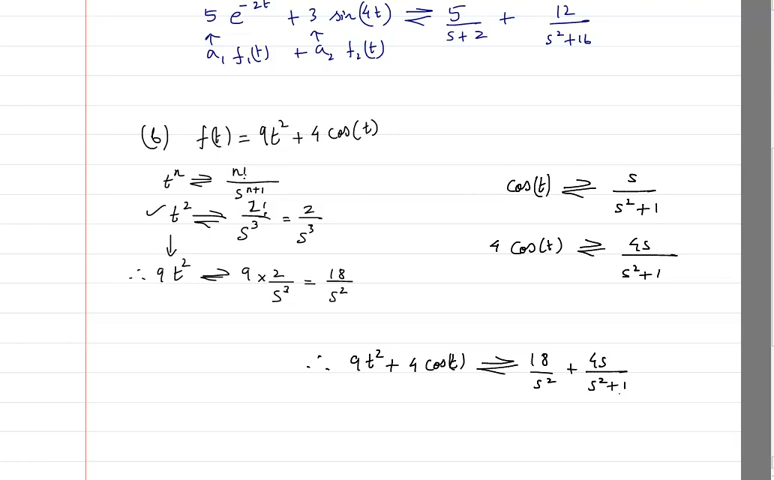 5 e^{-2t} + 3 sin(4t) ⇌ 5/(s+2) + 12/(s²+16)
↑ ↑
a₁ f₁(t) + a₂ f₂(t)
(b) f(t) = 9t² + 4 cos(t)
tⁿ ⇌ n!/s^{n+1}
cos(t) ⇌ s/(s²+1)
✓ t² ⇌ 2!/s³ = 2/s³
↓
4 cos(t) ⇌ 4s/(s²+1)
∴ 9t² ⇌ 9 × 2/s³ = 18/s²
∴ 9t² + 4 cos(t) ⇌ 18/s² + 4s/(s²+1)